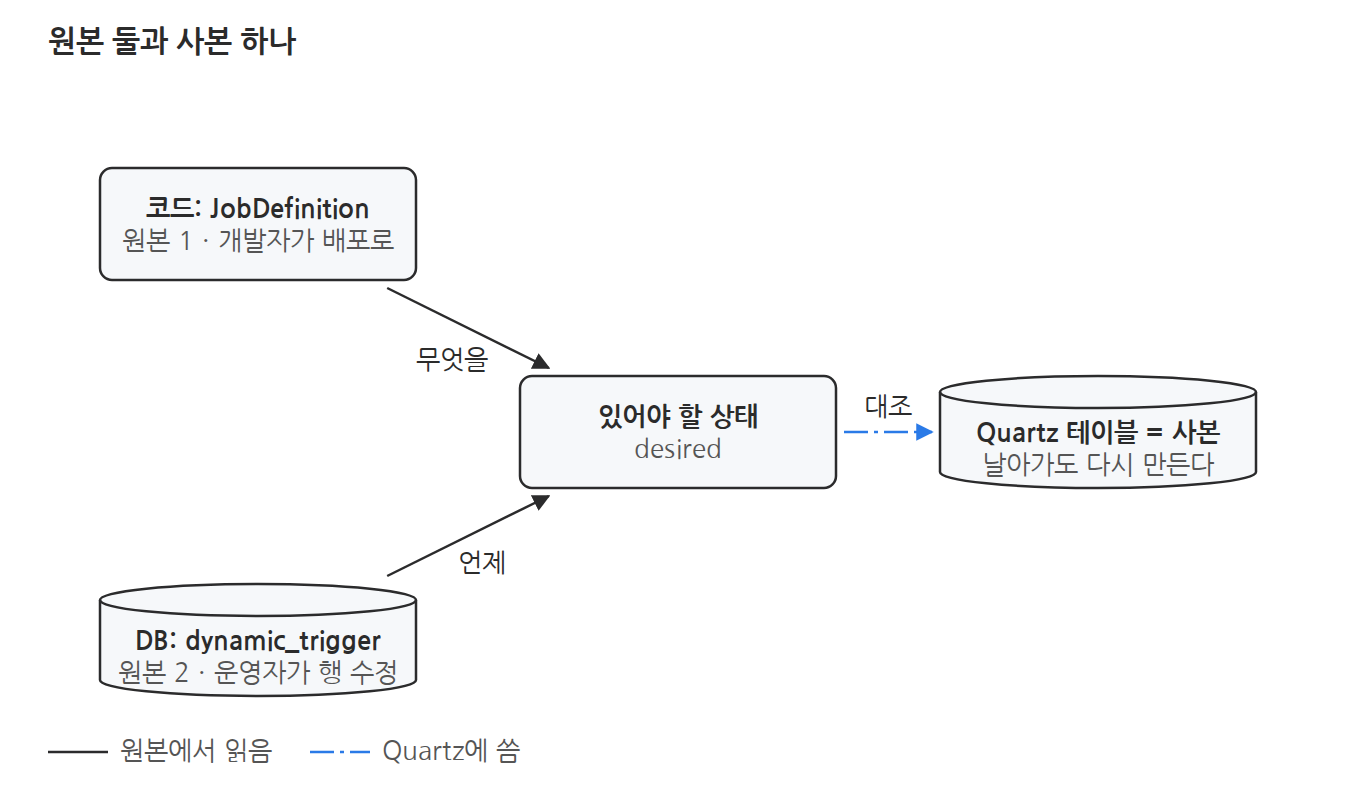 원본 둘과 사본 하나
코드: JobDefinition
원본 1 · 개발자가 배포로
무엇을
있어야 할 상태
desired
대조
Quartz 테이블 = 사본
날아가도 다시 만든다
언제
DB: dynamic_trigger
원본 2 · 운영자가 행 수정
원본에서 읽음
Quartz에 씀